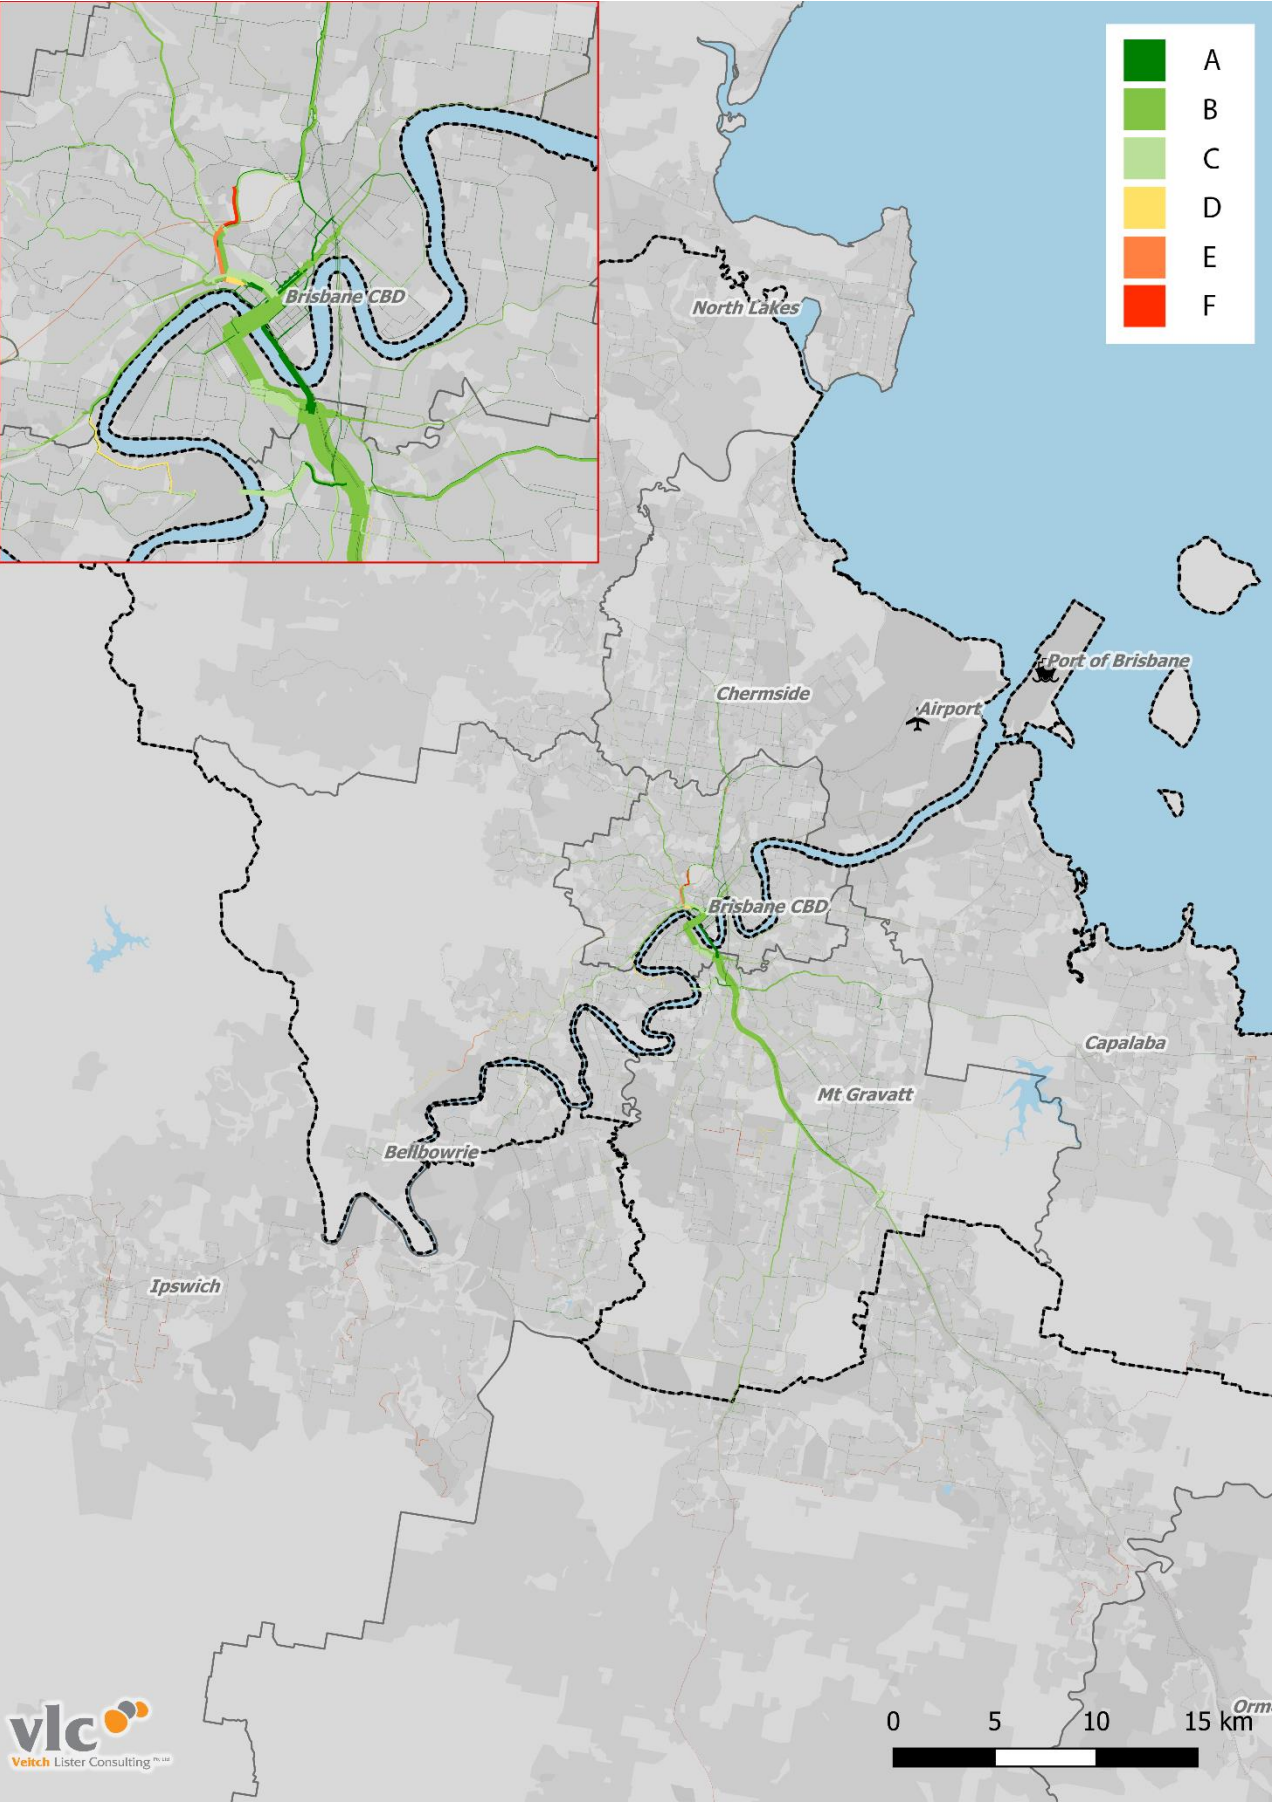 A
B
C
D
E
F
Brisbane CBD
North Lakes
Port of Brisbane
Chermside
Airport
Brisbane CBD
Capalaba
Mt Gravatt
Bellbowrie
Ipswich
Orm
0 5 10 15 km
vlc
Veitch Lister Consulting